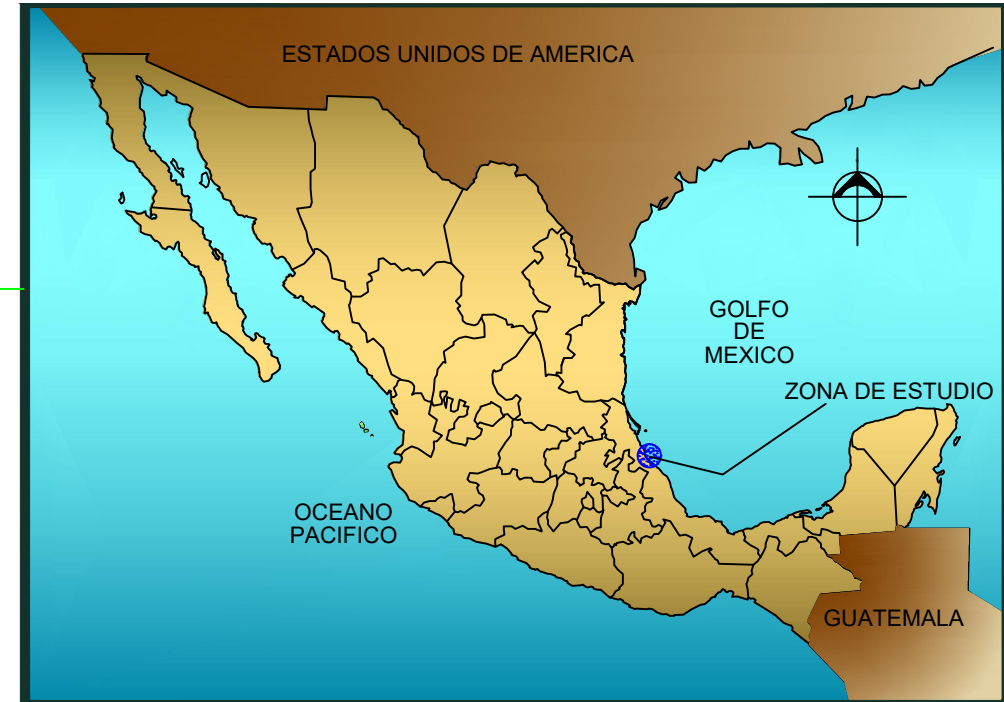 ESTADOS UNIDOS DE AMERICA
GOLFO
DE
MEXICO
ZONA DE ESTUDIO
OCEANO
PACIFICO
GUATEMALA